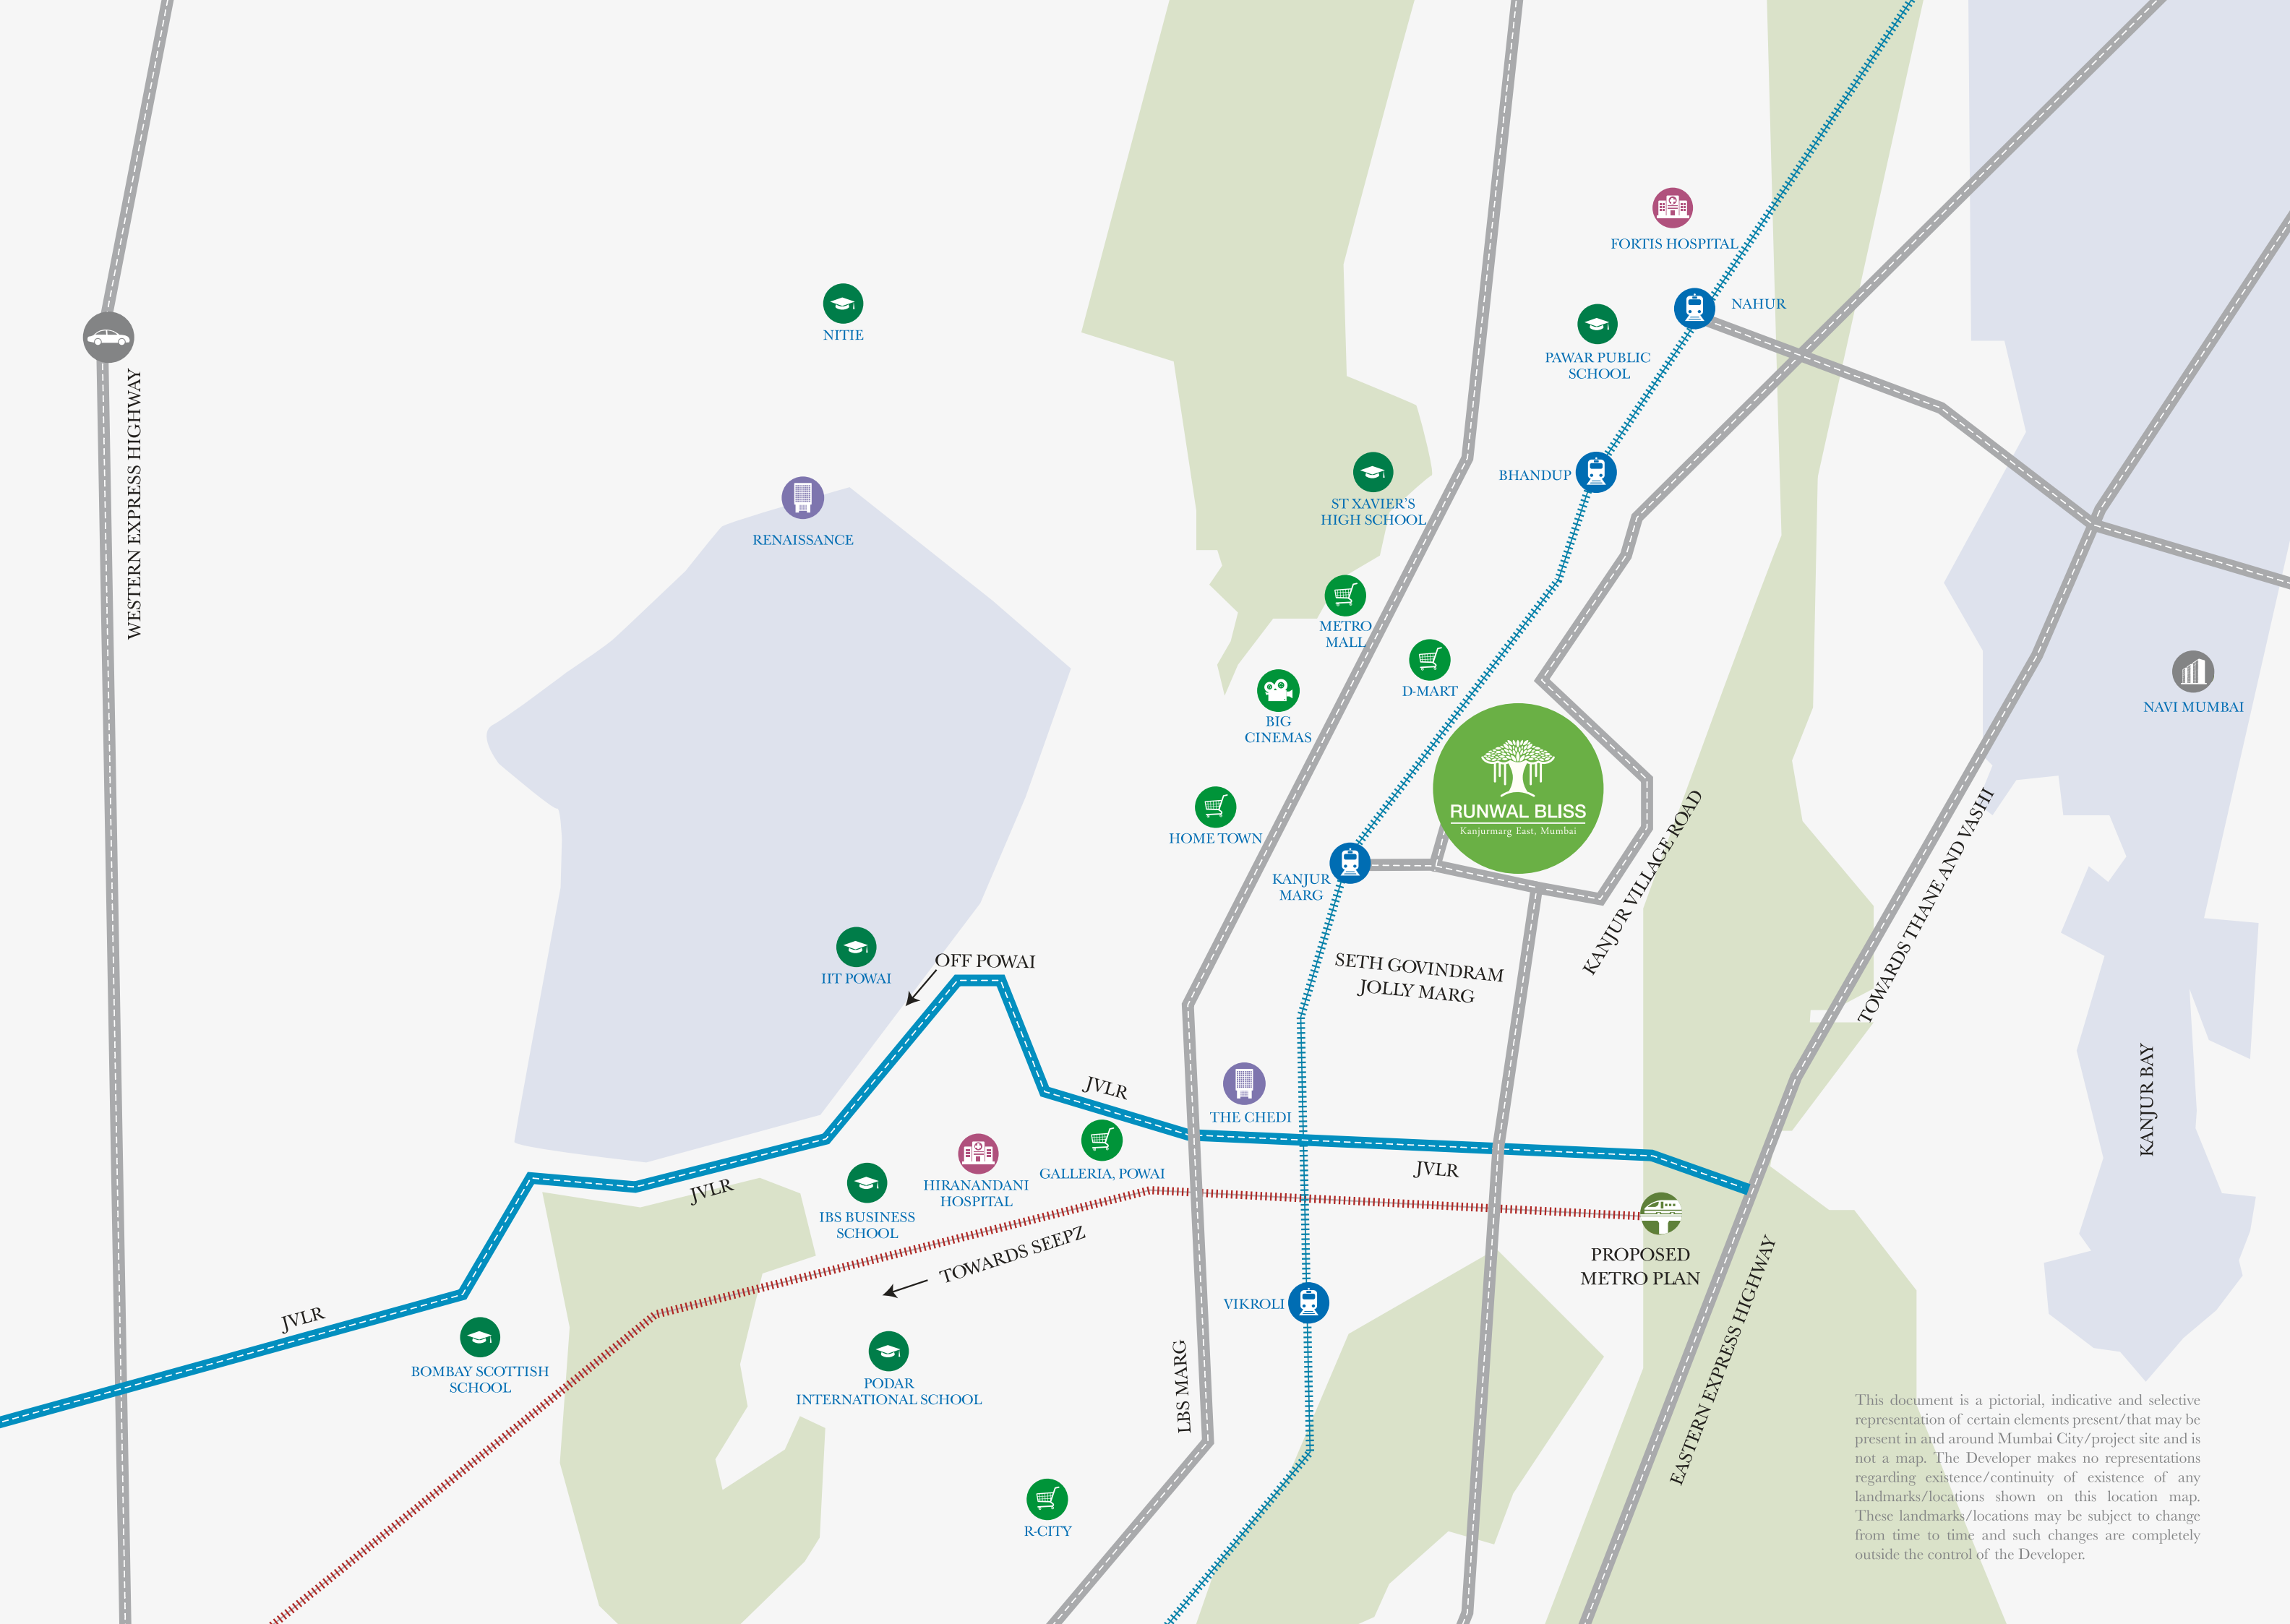 FORTIS HOSPITAL
NAHUR
NITIE
PAWAR PUBLIC
SCHOOL
WESTERN EXPRESS HIGHWAY
BHANDUP
ST XAVIER'S
HIGH SCHOOL
RENAISSANCE
METRO
MALL
D-MART
NAVI MUMBAI
BIG
CINEMAS
RUNWAL BLISS
Kanjurmarg East, Mumbai
HOME TOWN
KANJUR
MARG
KANJUR VILLAGE ROAD
TOWARDS THANE AND VASHI
OFF POWAI
IIT POWAI
SETH GOVINDRAM
JOLLY MARG
JVLR
THE CHEDI
KANJUR BAY
GALLERIA, POWAI
JVLR
HIRANANDANI
HOSPITAL
JVLR
IBS BUSINESS
SCHOOL
TOWARDS SEEPZ
PROPOSED
METRO PLAN
VIKROLI
JVLR
EASTERN EXPRESS HIGHWAY
BOMBAY SCOTTISH
SCHOOL
PODAR
INTERNATIONAL SCHOOL
LBS MARG
R-CITY
This document is a pictorial, indicative and selective
representation of certain elements present/that may be
present in and around Mumbai City/project site and is
not a map. The Developer makes no representations
regarding existence/continuity of existence of any
landmarks/locations shown on this location map.
These landmarks/locations may be subject to change
from time to time and such changes are completely
outside the control of the Developer.